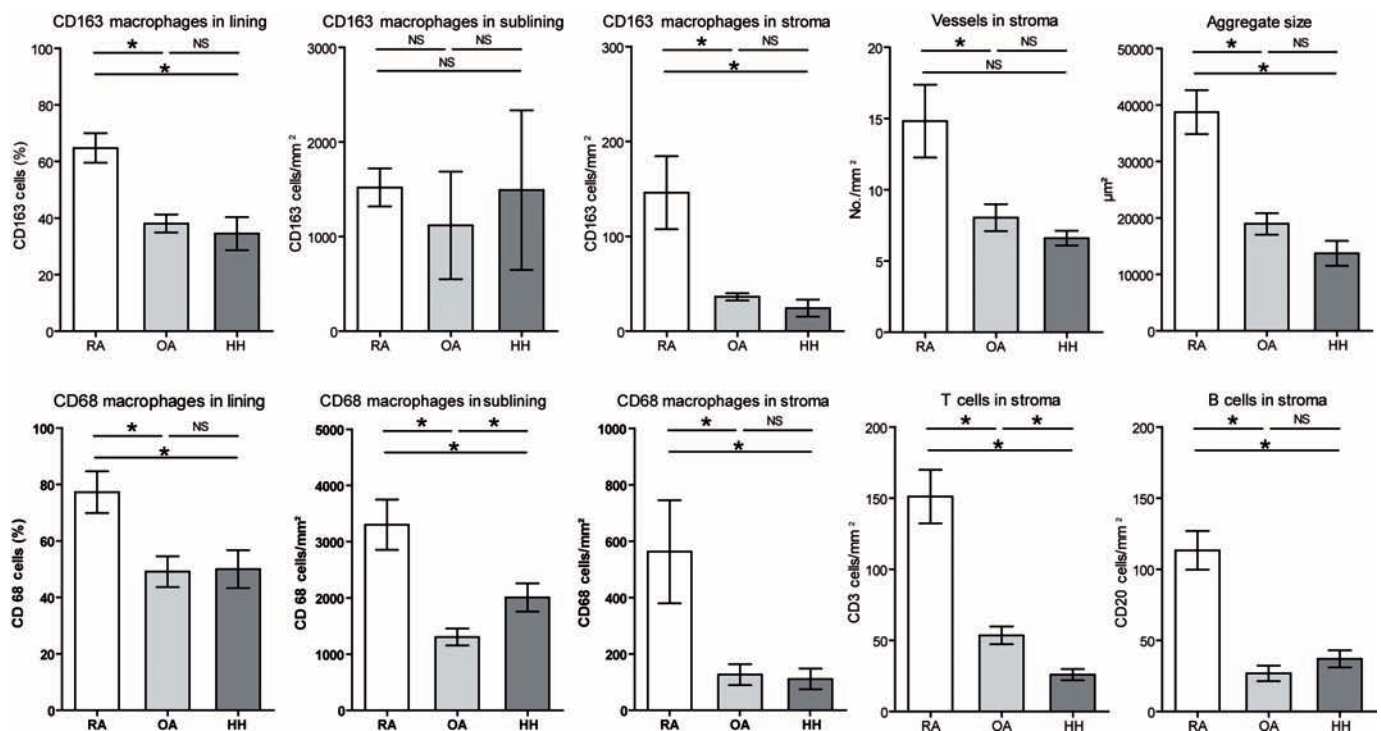 CD163 macrophages in lining
* NS
*
100
80
60
40
20
0
CD163 cells (%)
RA OA HH
CD163 macrophages in sublining
NS NS
NS
3000
2000
1000
0
CD163 cells/mm²
RA OA HH
CD163 macrophages in stroma
* NS
*
300
200
100
0
CD163 cells/mm²
RA OA HH
Vessels in stroma
* NS
NS
20
15
10
5
0
No./mm²
RA OA HH
Aggregate size
* NS
*
50000
40000
30000
20000
10000
0
µm²
RA OA HH
CD68 macrophages in lining
* NS
*
100
80
60
40
20
0
CD 68 cells (%)
RA OA HH
CD68 macrophages in sublining
* *
*
5000
4000
3000
2000
1000
0
CD 68 cells/mm²
RA OA HH
CD68 macrophages in stroma
* NS
*
1000
800
600
400
200
0
CD68 cells/mm²
RA OA HH
T cells in stroma
* *
*
200
150
100
50
0
CD3 cells/mm²
RA OA HH
B cells in stroma
* NS
*
200
150
100
50
0
CD20 cells/mm²
RA OA HH